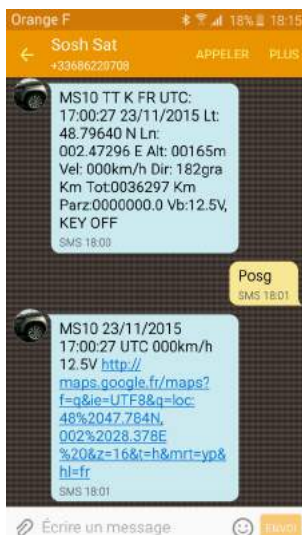 Orange F 18% 18:15
Sosh Sat
+33686220708
APPELER PLUS
MS10 TT K FR UTC:
17:00:27 23/11/2015 Lt:
48.79640 N Ln:
002.47296 E Alt: 00165m
Vel: 000km/h Dir: 182gra
Km Tot:0036297 Km
Parz:0000000.0 Vb:12.5V,
KEY OFF
SMS 18:00
Posg
SMS 18:01
MS10 23/11/2015
17:00:27 UTC 000km/h
12.5V http://
maps.google.fr/maps?
f=q&ie=UTF8&q=loc:
48%2047.784N,
002%2028.378E
%20&z=16&t=h&mrt=yp&
hl=fr
SMS 18:01
Écrire un message
ENVOI